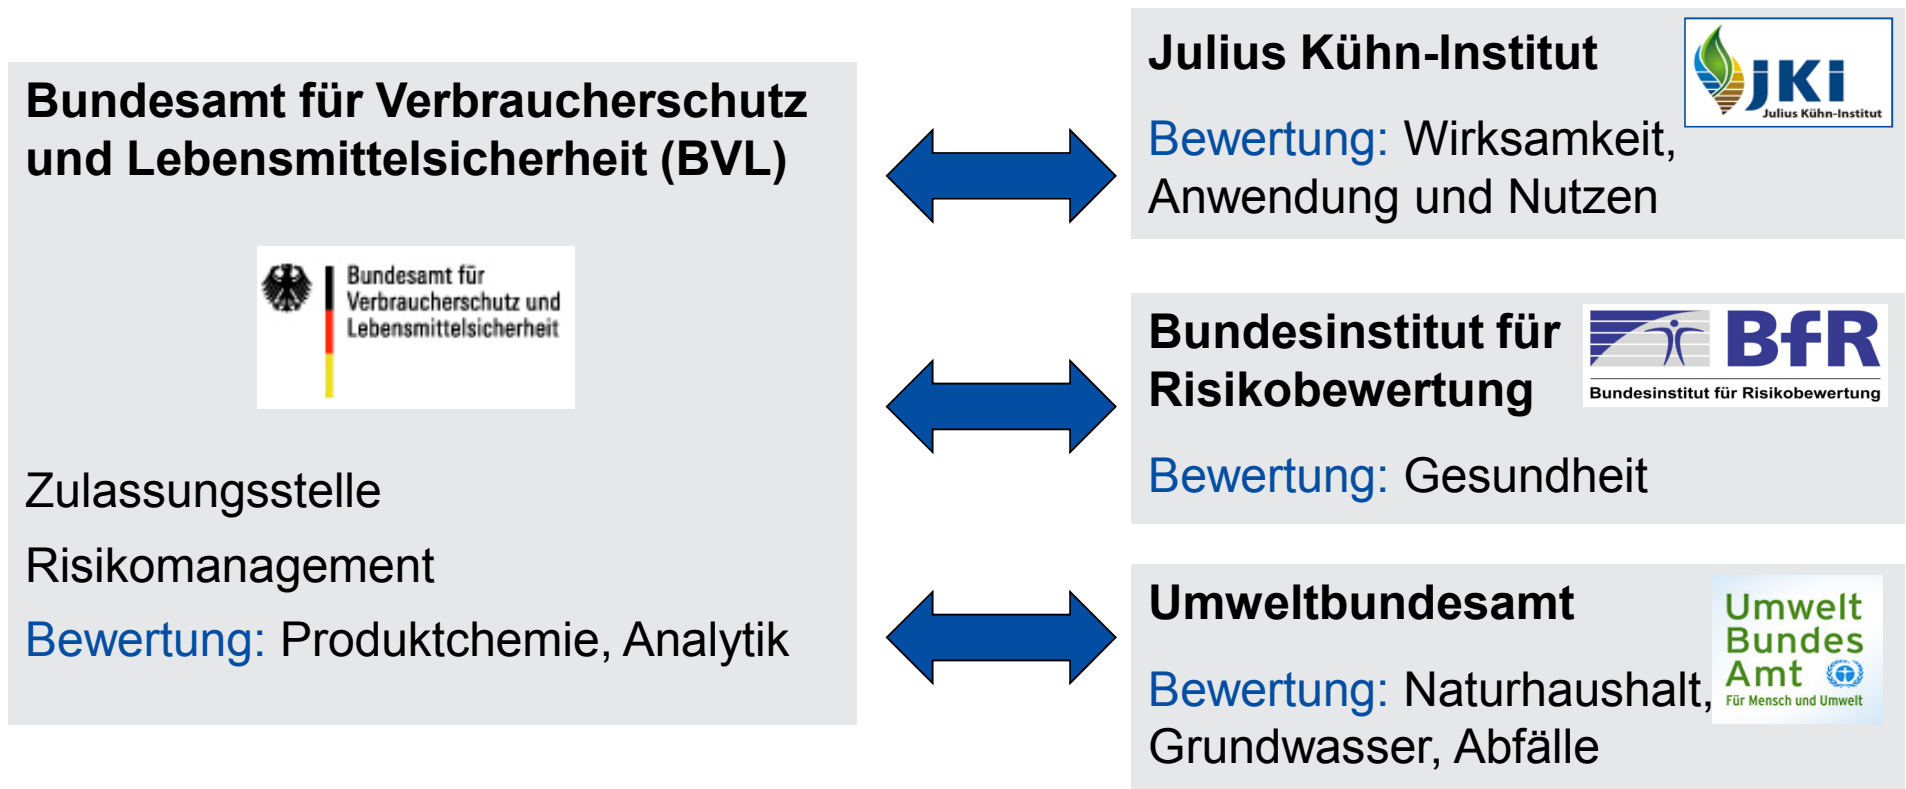 Bundesamt für Verbraucherschutz
und Lebensmittelsicherheit (BVL)
Bundesamt für
Verbraucherschutz und
Lebensmittelsicherheit
Zulassungsstelle
Risikomanagement
Bewertung: Produktchemie, Analytik
Julius Kühn-Institut
JKI
Julius Kühn-Institut
Bewertung: Wirksamkeit,
Anwendung und Nutzen
Bundesinstitut für
Risikobewertung
BfR
Bundesinstitut für Risikobewertung
Bewertung: Gesundheit
Umweltbundesamt
Umwelt
Bundes
Amt
Für Mensch und Umwelt
Bewertung: Naturhaushalt,
Grundwasser, Abfälle